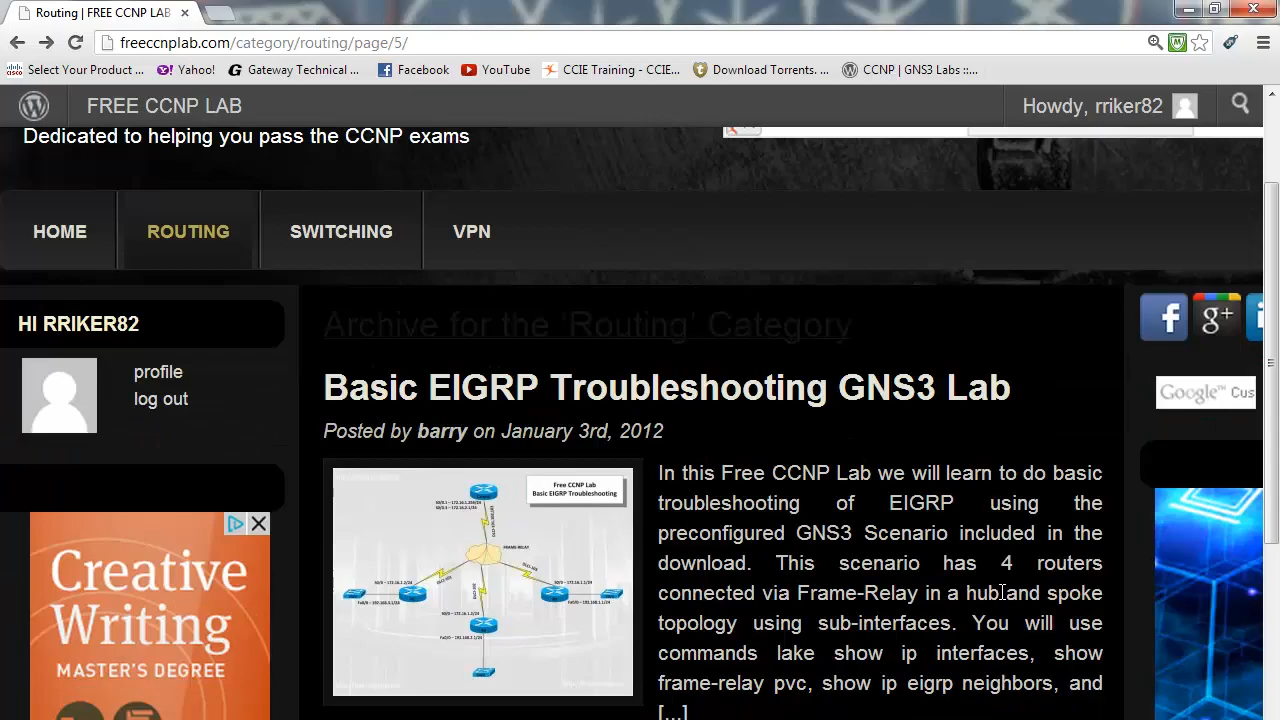 Routing | FREE CCNP LAB
freeccnplab.com/category/routing/page/5/
Select Your Product ... Yahoo! Gateway Technical ... Facebook YouTube CCIE Training - CCIE... Download Torrents. ... CCNP | GNS3 Labs ::...
FREE CCNP LAB Howdy, rriker82
Dedicated to helping you pass the CCNP exams
HOME ROUTING SWITCHING VPN
HI RRIKER82
profile
log out
Archive for the 'Routing' Category
Basic EIGRP Troubleshooting GNS3 Lab
Posted by barry on January 3rd, 2012
Free CCNP Lab
Basic EIGRP Troubleshooting
FRAME-RELAY
In this Free CCNP Lab we will learn to do basic
troubleshooting of EIGRP using the
preconfigured GNS3 Scenario included in the
download. This scenario has 4 routers
connected via Frame-Relay in a hub and spoke
topology using sub-interfaces. You will use
commands lake show ip interfaces, show
frame-relay pvc, show ip eigrp neighbors, and
[...]
Google™ Cus
Creative
Writing
MASTER'S DEGREE